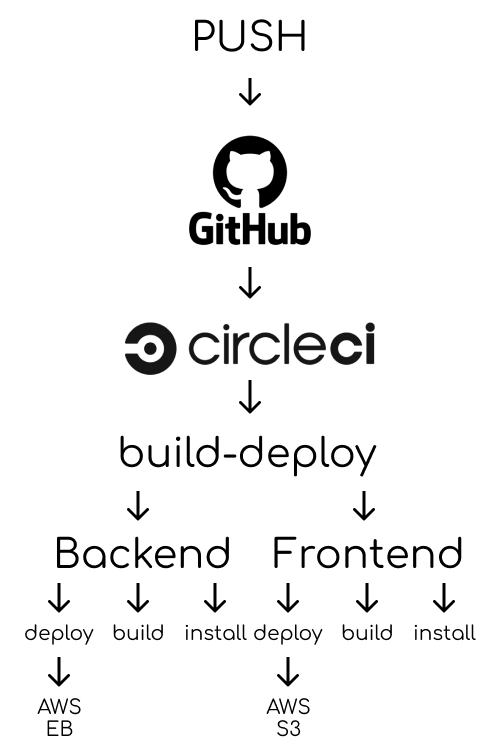 PUSH
GitHub
circleci
build-deploy
Backend Frontend
deploy build install deploy build install
AWS AWS
EB S3